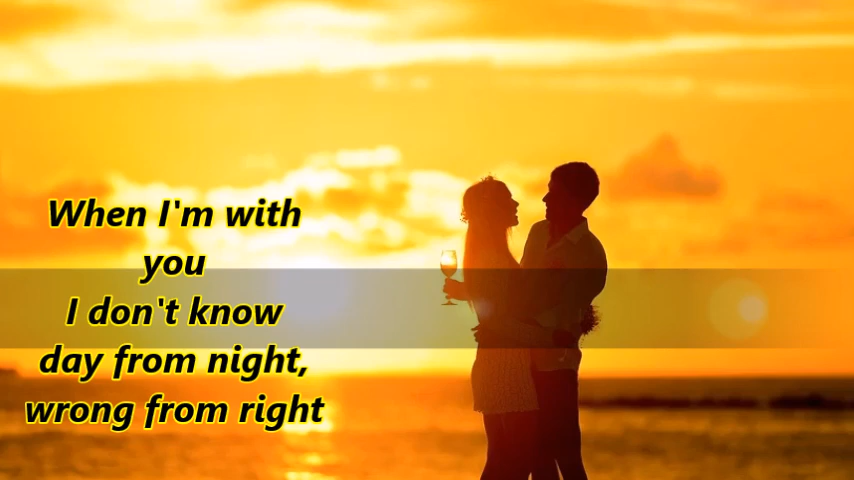 When I'm with
you
I don't know
day from night,
wrong from right